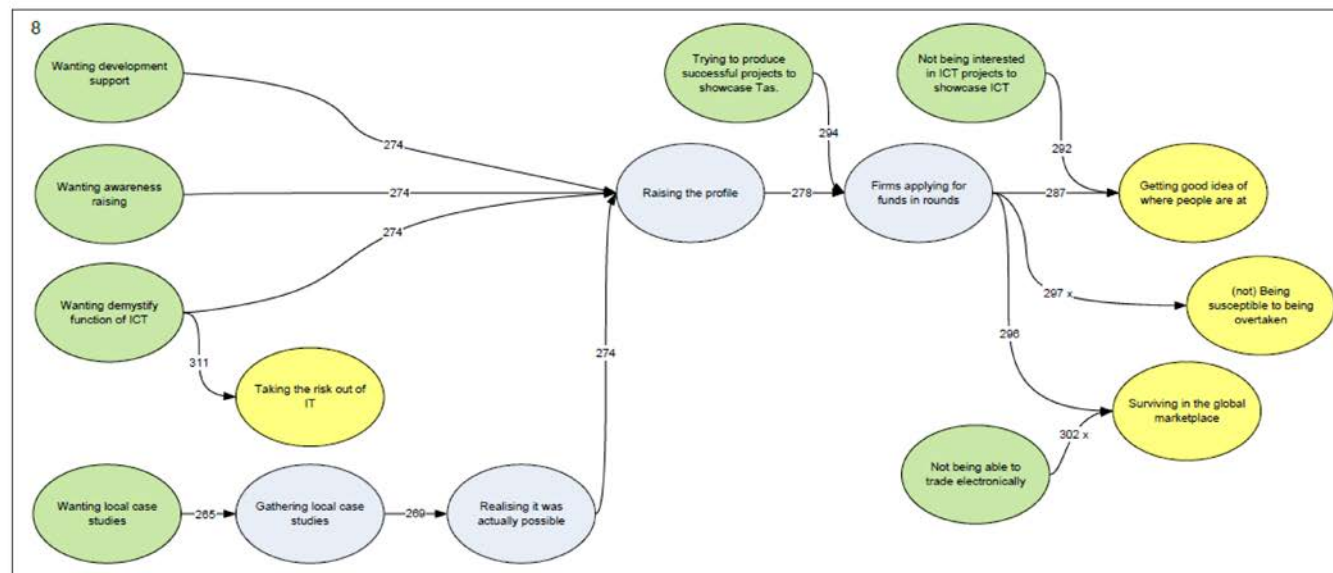 8
Wanting development
support
274
Wanting awareness
raising
274
Wanting demystify
function of ICT
274
311
Taking the risk out of
IT
Wanting local case
studies
265
Gathering local case
studies
269
Realising it was
actually possible
274
Raising the profile
278
Trying to produce
successful projects to
showcase Tas.
294
Firms applying for
funds in rounds
Not being interested
in ICT projects to
showcase ICT
292
287
Getting good idea of
where people are at
297 x
(not) Being
susceptible to being
overtaken
296
Surviving in the global
marketplace
302 x
Not being able to
trade electronically